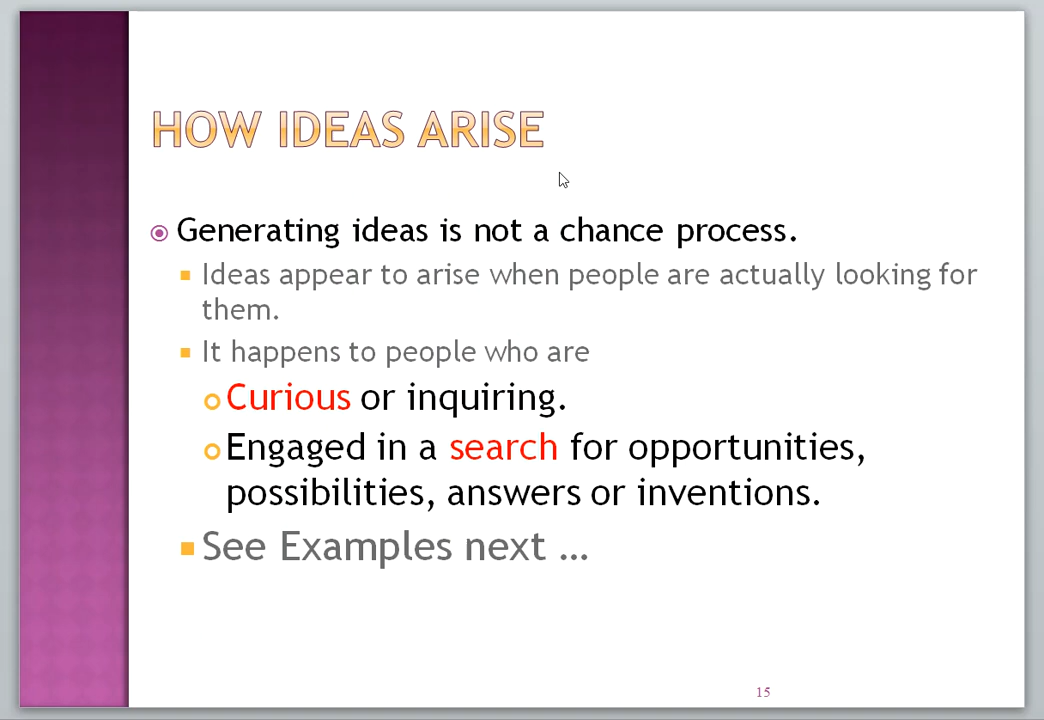 HOW IDEAS ARISE
Generating ideas is not a chance process.
Ideas appear to arise when people are actually looking for
them.
It happens to people who are
Curious or inquiring.
Engaged in a search for opportunities,
possibilities, answers or inventions.
See Examples next …
15